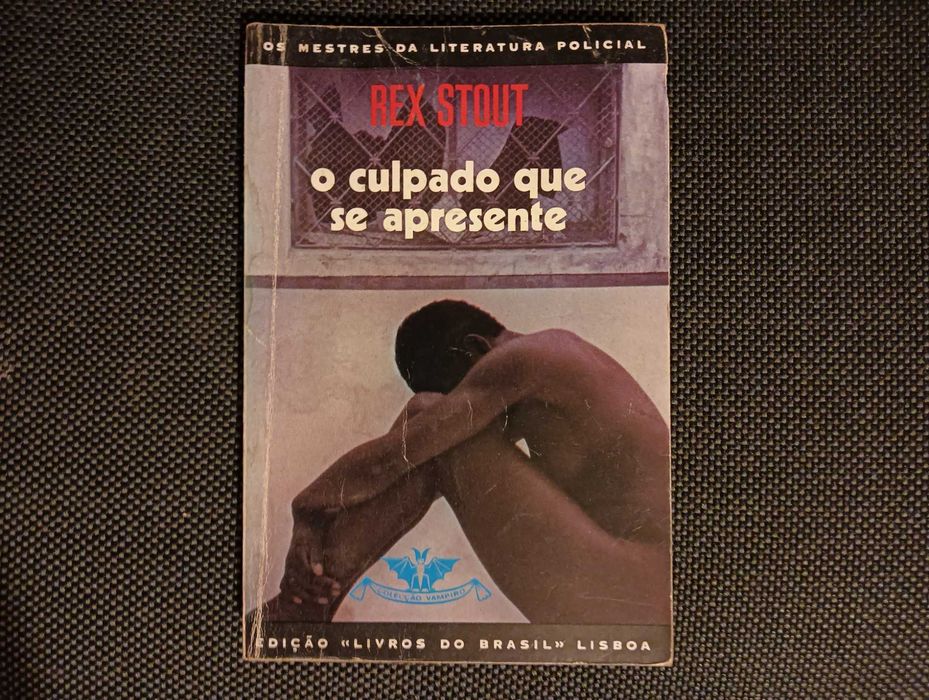 OS MESTRES DA LITERATURA POLICIAL
REX STOUT
o culpado que
se apresente
COLECÇÃO VAMPIRO
EDIÇÃO «LIVROS DO BRASIL» LISBOA